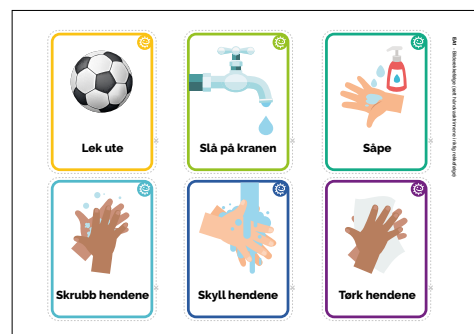 Lek ute
Slå på kranen
Såpe
Skrubb hendene
Skyll hendene
Tørk hendene